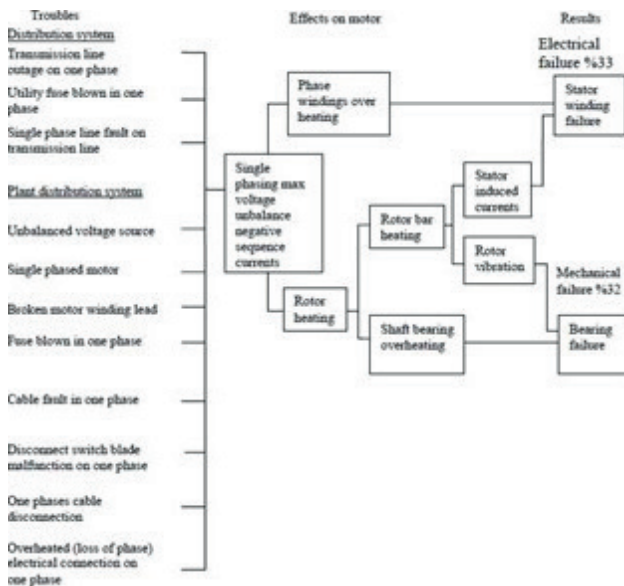 Troubles
Distribution system
Transmission line
outage on one phase
Utility fuse blown in one
phase
Single phase line fault on
transmission line
Plant distribution system
Unbalanced voltage source
Single phased motor
Broken motor winding lead
Fuse blown in one phase
Cable fault in one phase
Disconnect switch blade
malfunction on one phase
One phases cable
disconnection
Overheated (loss of phase)
electrical connection on
one phase
Effects on motor
Phase
windings over
heating
Single
phasing max
voltage
unbalance
negative
sequence
currents
Rotor
heating
Rotor bar
heating
Shaft bearing
overheating
Stator
induced
currents
Rotor
vibration
Results
Electrical
failure %33
Stator
winding
failure
Mechanical
failure %32
Bearing
failure